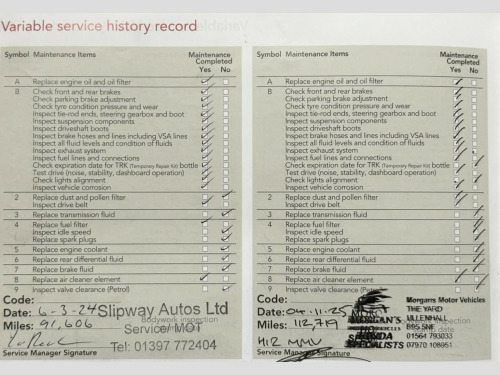 Variable service history record
Symbol Maintenance Items Maintenance Completed
Yes No
A Replace engine oil and oil filter
B Check front and rear brakes
Check parking brake adjustment
Check tyre condition pressure and wear
Inspect tie-rod ends, steering gearbox and boot
Inspect suspension components
Inspect driveshaft boots
Inspect brake hoses and lines including VSA lines
Inspect all fluid levels and condition of fluids
Inspect exhaust system
Inspect fuel lines and connections
Check expiration date for TRK (Temporary Repair Kit) bottle
Test drive (noise, stability, dashboard operation)
Check lights alignment
Inspect vehicle corrosion
2 Replace dust and pollen filter
Inspect drive belt
3 Replace transmission fluid
4 Replace fuel filter
Inspect idle speed
Replace spark plugs
5 Replace engine coolant
6 Replace rear differential fluid
7 Replace brake fluid
8 Replace air cleaner element
9 Inspect valve clearance (Petrol)
Code:
Date: 6-3-24
Miles: 91,606
Service Manager Signature
Slipway Autos Ltd
Bodywork inspection
Service/MOT
Tel: 01397 772404
Symbol Maintenance Items Maintenance Completed
Yes No
A Replace engine oil and oil filter
B Check front and rear brakes
Check parking brake adjustment
Check tyre condition pressure and wear
Inspect tie-rod ends, steering gearbox and boot
Inspect suspension components
Inspect driveshaft boots
Inspect brake hoses and lines including VSA lines
Inspect all fluid levels and condition of fluids
Inspect exhaust system
Inspect fuel lines and connections
Check expiration date for TRK (Temporary Repair Kit) bottle
Test drive (noise, stability, dashboard operation)
Check lights alignment
Inspect vehicle corrosion
2 Replace dust and pollen filter
Inspect drive belt
3 Replace transmission fluid
4 Replace fuel filter
Inspect idle speed
Replace spark plugs
5 Replace engine coolant
6 Replace rear differential fluid
7 Replace brake fluid
8 Replace air cleaner element
9 Inspect valve clearance (Petrol)
Code:
Date: 04.11.25
Miles: 112,719
H12 MMV
Service Manager Signature
MORGAN'S
HONDA
SPECIALISTS
Morgans Motor Vehicles
THE YARD
ULLENHALL
B95 5NE
01564 793033
07970 108951